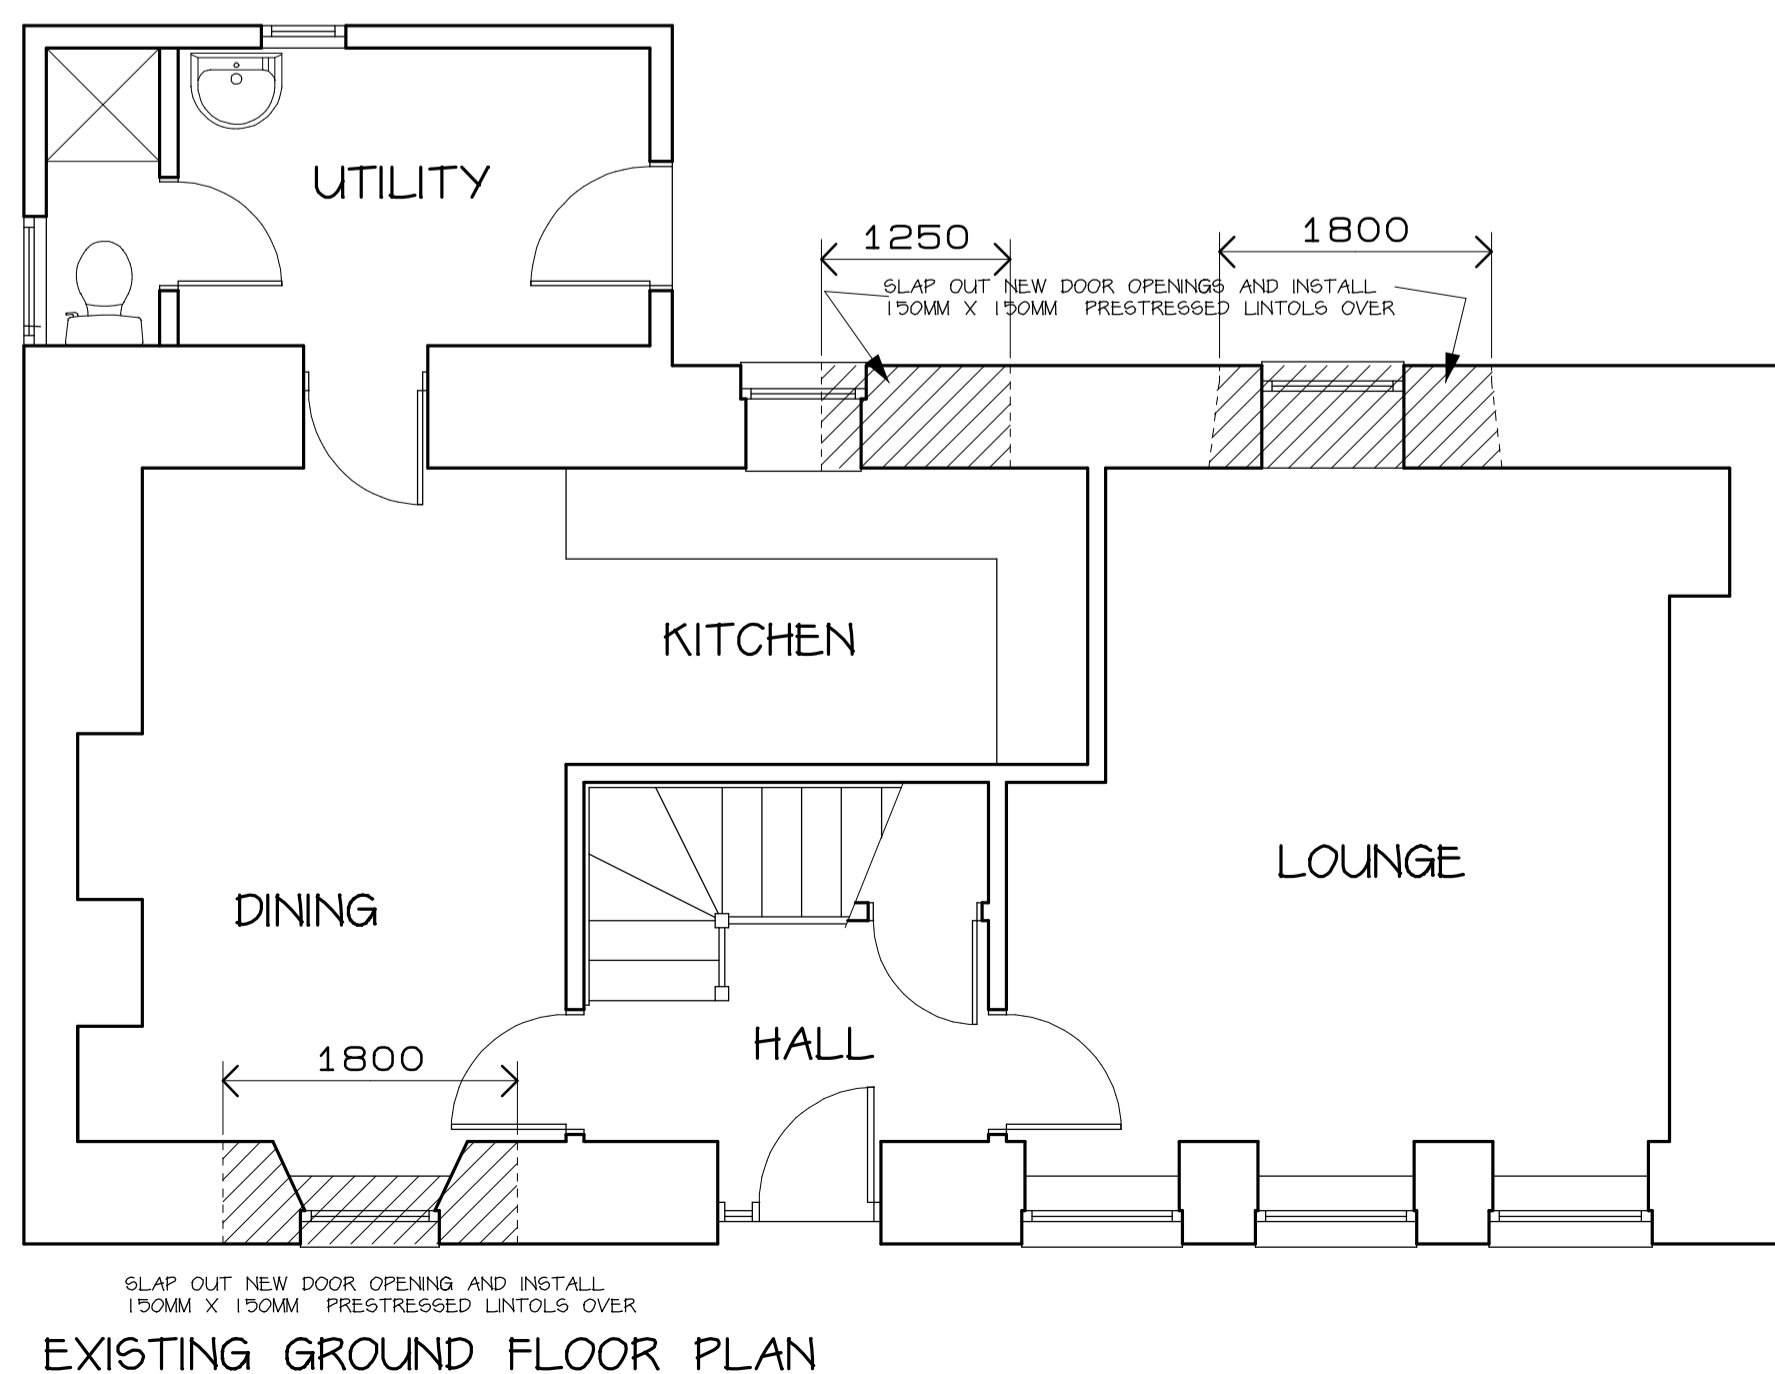 UTILITY
1250
1800
SLAP OUT NEW DOOR OPENINGS AND INSTALL
150MM X 150MM PRESTRESSED LINTOLS OVER
KITCHEN
LOUNGE
DINING
HALL
1800
SLAP OUT NEW DOOR OPENING AND INSTALL
150MM X 150MM PRESTRESSED LINTOLS OVER
EXISTING GROUND FLOOR PLAN